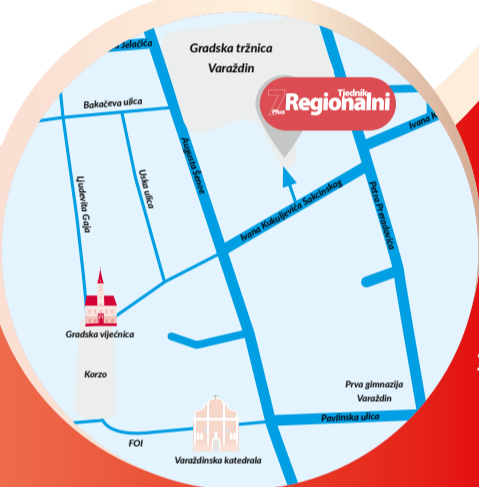 Jelačića
Gradska tržnica
Varaždin
Tjednik
7Plus Regionalni
Bakačeva ulica
Ivana K
Augusta Šenoe
Uska ulica
Ljudevita Gaja
Ivana Kukuljevića Sakcinskog
Petra Preradovića
Gradska vijećnica
Korzo
Prva gimnazija
Varaždin
Pavlinska ulica
FOI
Varaždinska katedrala